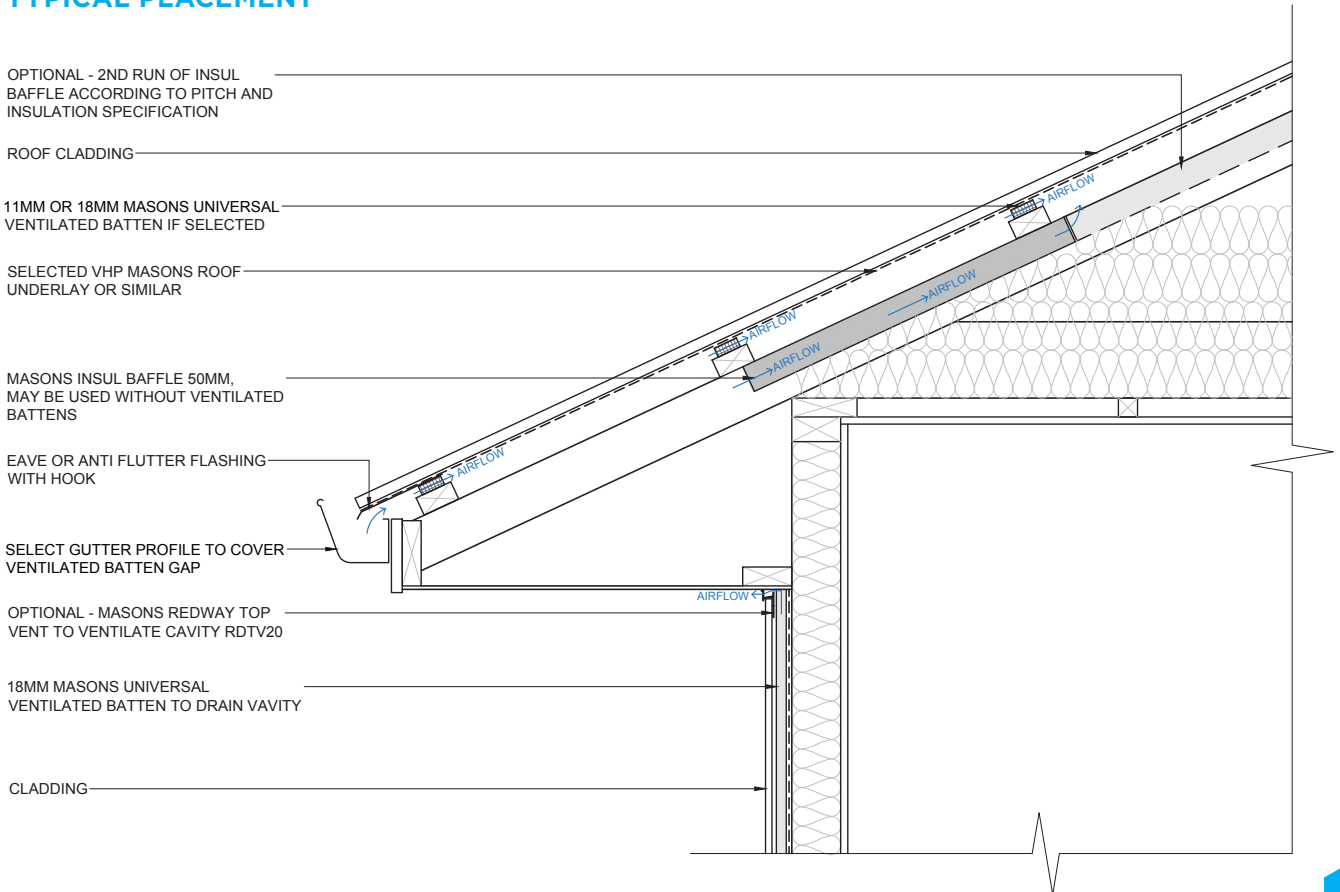 TYPICAL PLACEMENT
OPTIONAL - 2ND RUN OF INSUL
BAFFLE ACCORDING TO PITCH AND
INSULATION SPECIFICATION
ROOF CLADDING
11MM OR 18MM MASONS UNIVERSAL
VENTILATED BATTEN IF SELECTED
SELECTED VHP MASONS ROOF
UNDERLAY OR SIMILAR
MASONS INSUL BAFFLE 50MM,
MAY BE USED WITHOUT VENTILATED
BATTENS
EAVE OR ANTI FLUTTER FLASHING
WITH HOOK
SELECT GUTTER PROFILE TO COVER
VENTILATED BATTEN GAP
OPTIONAL - MASONS REDWAY TOP
VENT TO VENTILATE CAVITY RDTV20
18MM MASONS UNIVERSAL
VENTILATED BATTEN TO DRAIN VAVITY
CLADDING
AIRFLOW
AIRFLOW
AIRFLOW
AIRFLOW
AIRFLOW
AIRFLOW